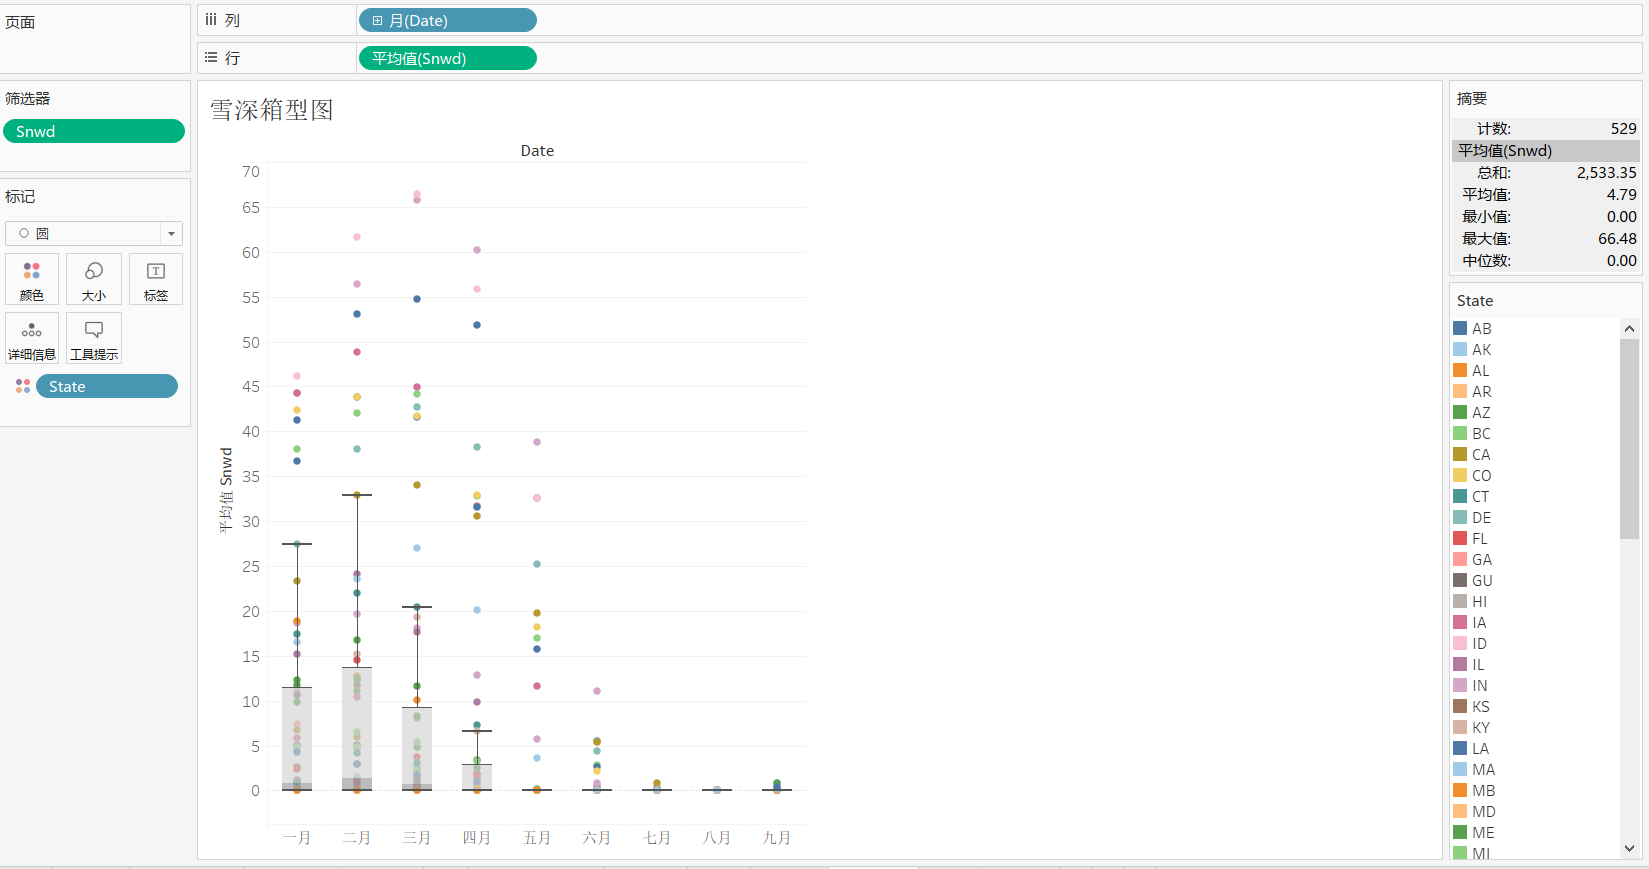 页面
列
月(Date)
行
平均值(Snwd)
筛选器
Snwd
标记
圆
颜色
大小
标签
详细信息
工具提示
State
雪深箱型图
Date
70
65
60
55
50
45
40
35
30
25
20
15
10
5
0
平均值 Snwd
一月
二月
三月
四月
五月
六月
七月
八月
九月
摘要
计数: 529
平均值(Snwd)
总和: 2,533.35
平均值: 4.79
最小值: 0.00
最大值: 66.48
中位数: 0.00
State
AB
AK
AL
AR
AZ
BC
CA
CO
CT
DE
FL
GA
GU
HI
IA
ID
IL
IN
KS
KY
LA
MA
MB
MD
ME
MI